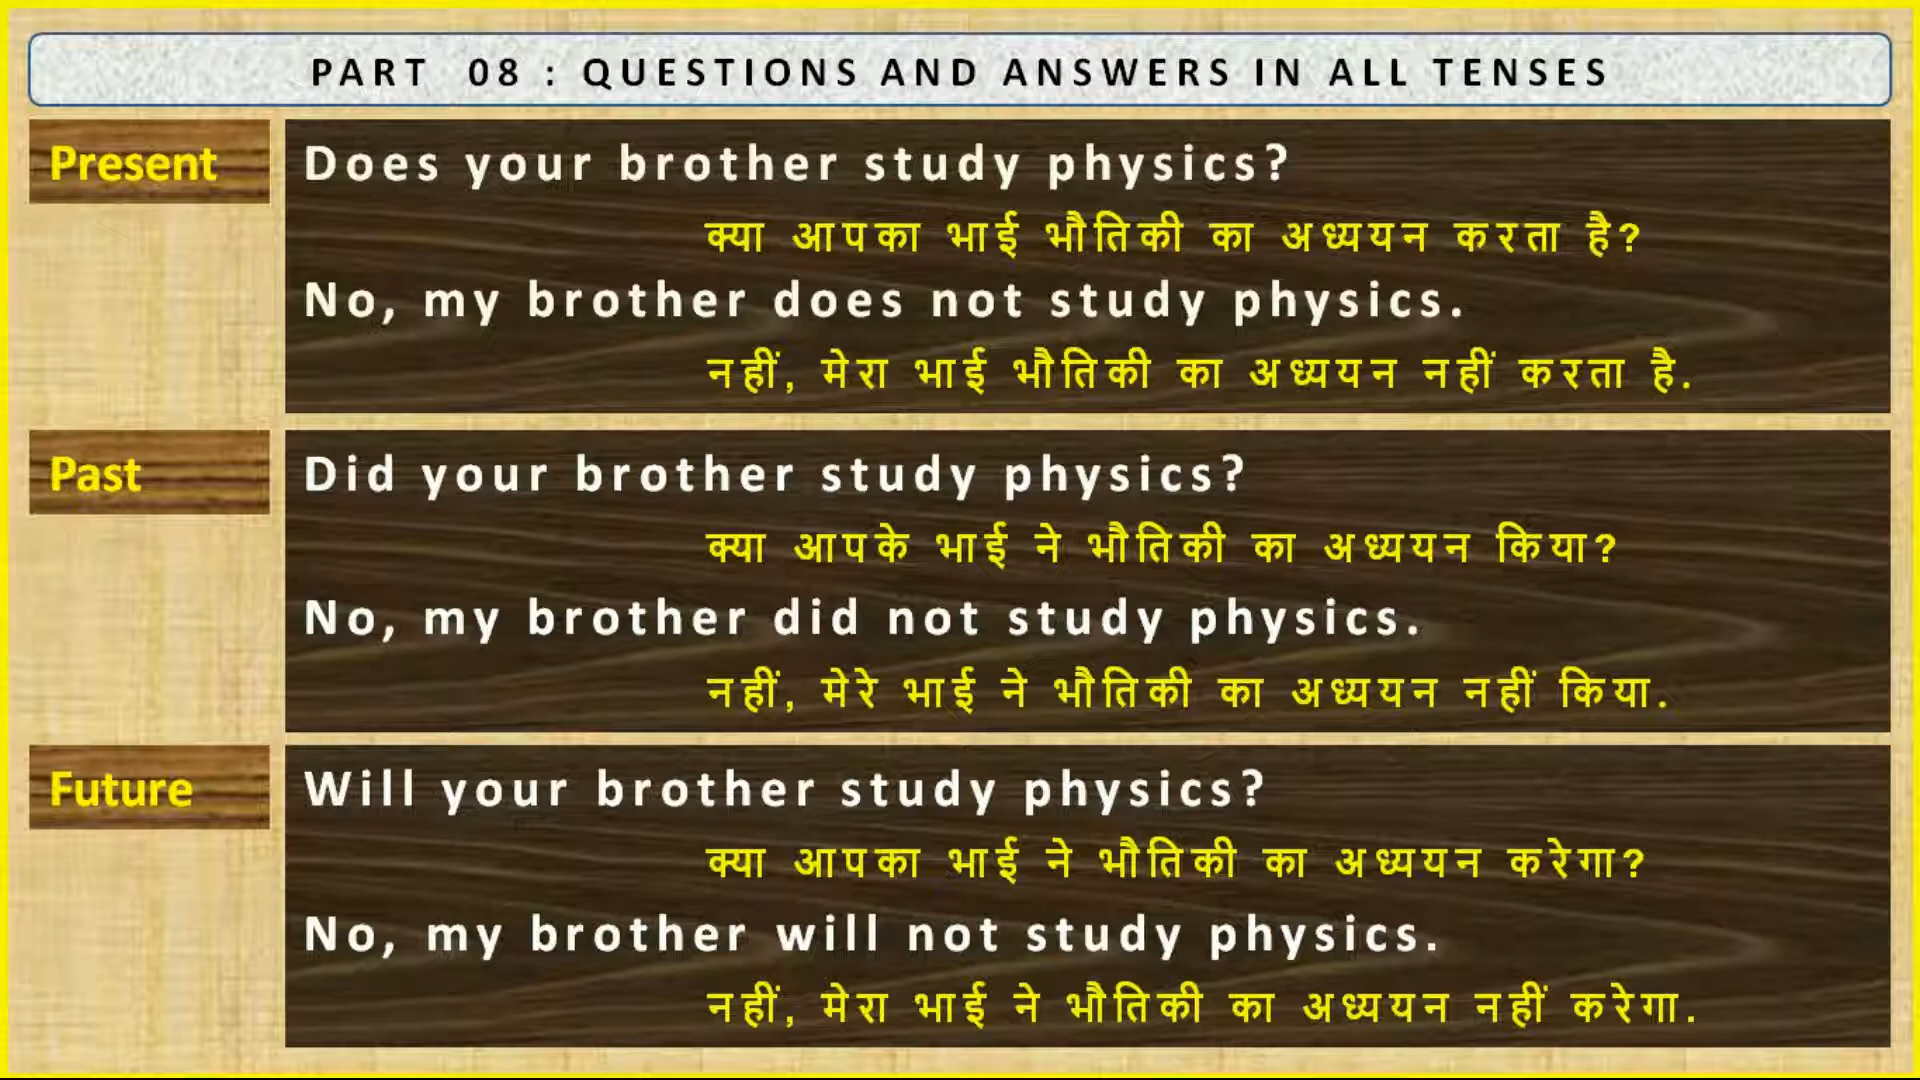 PART 08 : QUESTIONS AND ANSWERS IN ALL TENSES
Present
Does your brother study physics?
क्या आपका भाई भौतिकी का अध्ययन करता है?
No, my brother does not study physics.
नहीं, मेरा भाई भौतिकी का अध्ययन नहीं करता है.
Past
Did your brother study physics?
क्या आपके भाई ने भौतिकी का अध्ययन किया?
No, my brother did not study physics.
नहीं, मेरे भाई ने भौतिकी का अध्ययन नहीं किया.
Future
Will your brother study physics?
क्या आपका भाई ने भौतिकी का अध्ययन करेगा?
No, my brother will not study physics.
नहीं, मेरा भाई ने भौतिकी का अध्ययन नहीं करेगा.